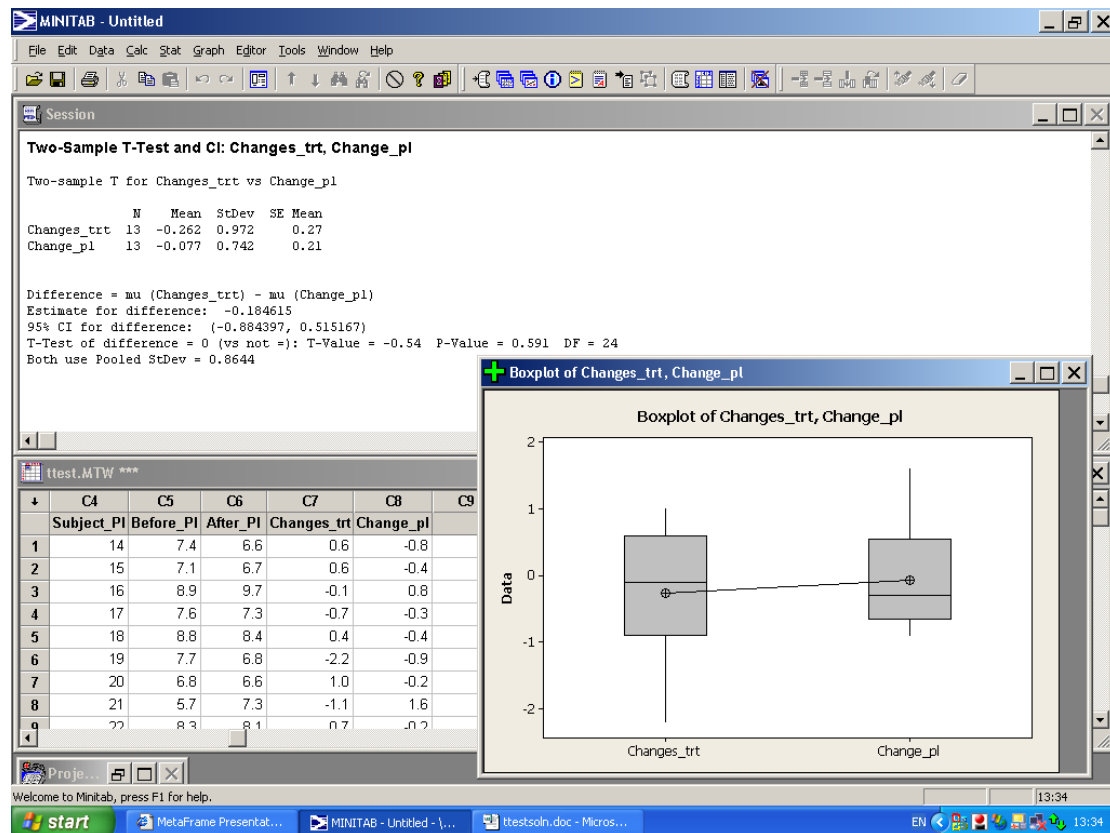 MINITAB - Untitled
File Edit Data Calc Stat Graph Editor Tools Window Help
Session
Two-Sample T-Test and CI: Changes_trt, Change_pl
Two-sample T for Changes_trt vs Change_pl
N Mean StDev SE Mean
Changes_trt 13 -0.262 0.972 0.27
Change_pl 13 -0.077 0.742 0.21
Difference = mu (Changes_trt) - mu (Change_pl)
Estimate for difference: -0.184615
95% CI for difference: (-0.884397, 0.515167)
T-Test of difference = 0 (vs not =): T-Value = -0.54 P-Value = 0.591 DF = 24
Both use Pooled StDev = 0.8644
Boxplot of Changes_trt, Change_pl
Boxplot of Changes_trt, Change_pl
2
1
0
-1
-2
Data
Changes_trt Change_pl
ttest.MTW ***
C4 C5 C6 C7 C8 C9
Subject_Pl Before_Pl After_Pl Changes_trt Change_pl
1 14 7.4 6.6 0.6 -0.8
2 15 7.1 6.7 0.6 -0.4
3 16 8.9 9.7 -0.1 0.8
4 17 7.6 7.3 -0.7 -0.3
5 18 8.8 8.4 0.4 -0.4
6 19 7.7 6.8 -2.2 -0.9
7 20 6.8 6.6 1.0 -0.2
8 21 5.7 7.3 -1.1 1.6
9 22 8.3 8.1 0.7 -0.2
Proje...
Welcome to Minitab, press F1 for help.
13:34
start MetaFrame Presentat... MINITAB - Untitled - \... ttestsoln.doc - Micros... EN 13:34